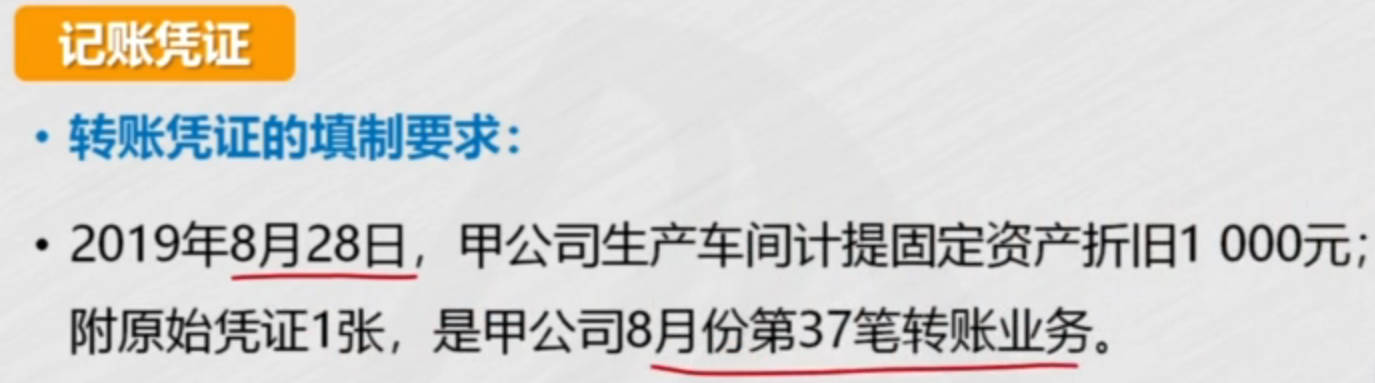 记账凭证
• 转账凭证的填制要求：
• 2019年8月28日，甲公司生产车间计提固定资产折旧1 000元；
附原始凭证1张，是甲公司8月份第37笔转账业务。